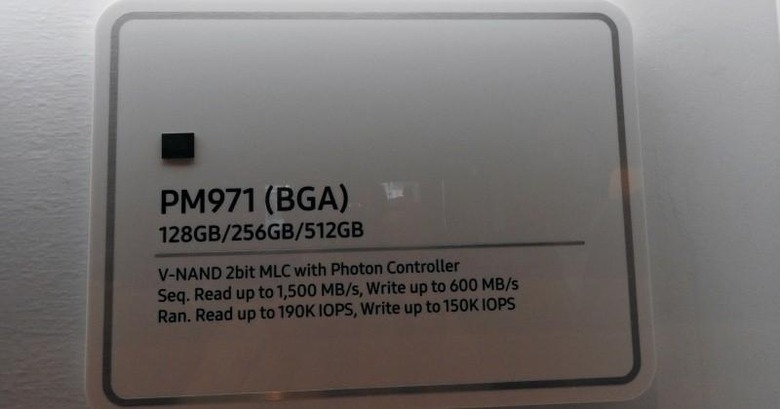 PM971 (BGA)
128GB/256GB/512GB
V-NAND 2bit MLC with Photon Controller
Seq. Read up to 1,500 MB/s, Write up to 600 MB/s
Ran. Read up to 190K IOPS, Write up to 150K IOPS